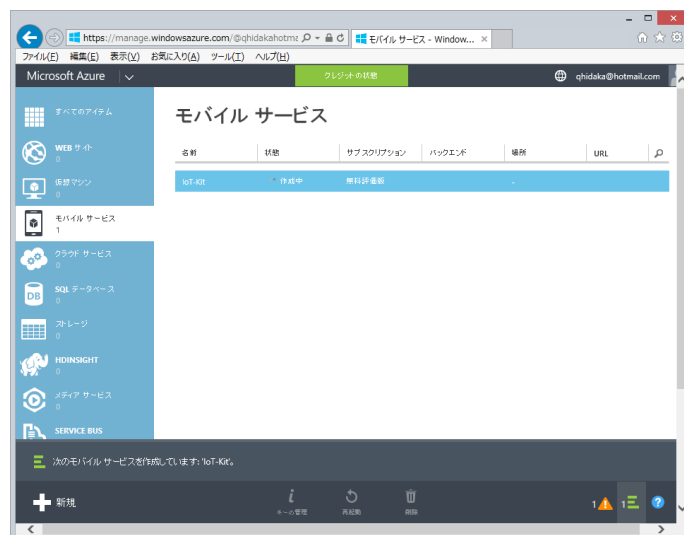 https://manage.windowsazure.com/@qhidakahotma
モバイル サービス - Window...
ファイル(F) 編集(E) 表示(V) お気に入り(A) ツール(T) ヘルプ(H)
Microsoft Azure
クレジットの状態
qhidaka@hotmail.com
すべてのアイテム
WEB サイト
0
仮想マシン
0
モバイル サービス
1
クラウド サービス
0
DB
SQL データベース
0
ストレージ
0
HDINSIGHT
0
メディア サービス
0
SERVICE BUS
モバイル サービス
名前 状態 サブスクリプション バックエンド 場所 URL
IoT-Kit 作成中 無料評価版 -
次のモバイル サービスを作成しています: 'IoT-Kit'。
新規
キーの管理 再起動 削除
1 1 ?